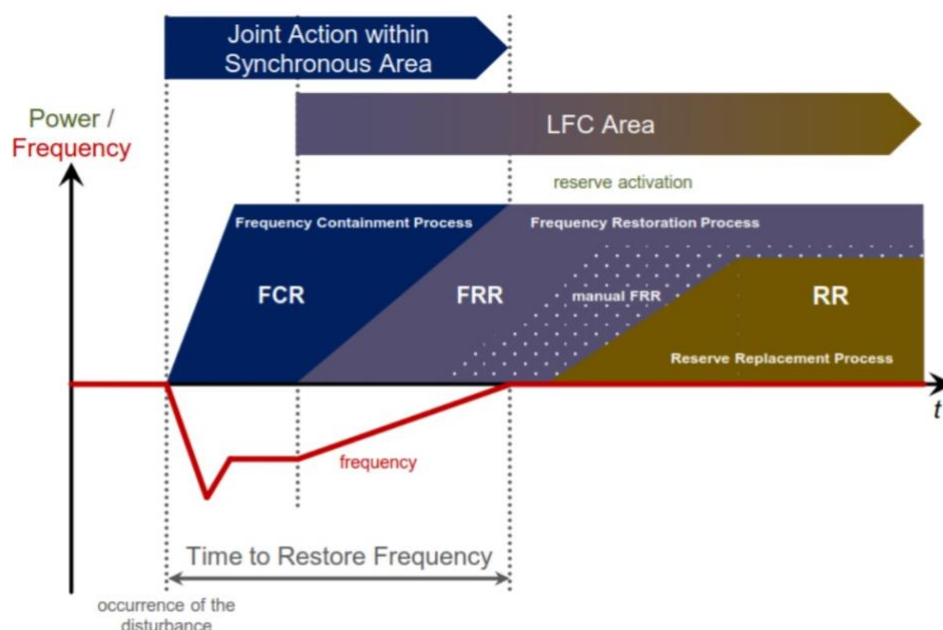 Joint Action within
Synchronous Area
LFC Area
Power /
Frequency
reserve activation
Frequency Containment Process
Frequency Restoration Process
FCR
FRR
manual FRR
RR
Reserve Replacement Process
t
frequency
Time to Restore Frequency
occurrence of the
disturbance